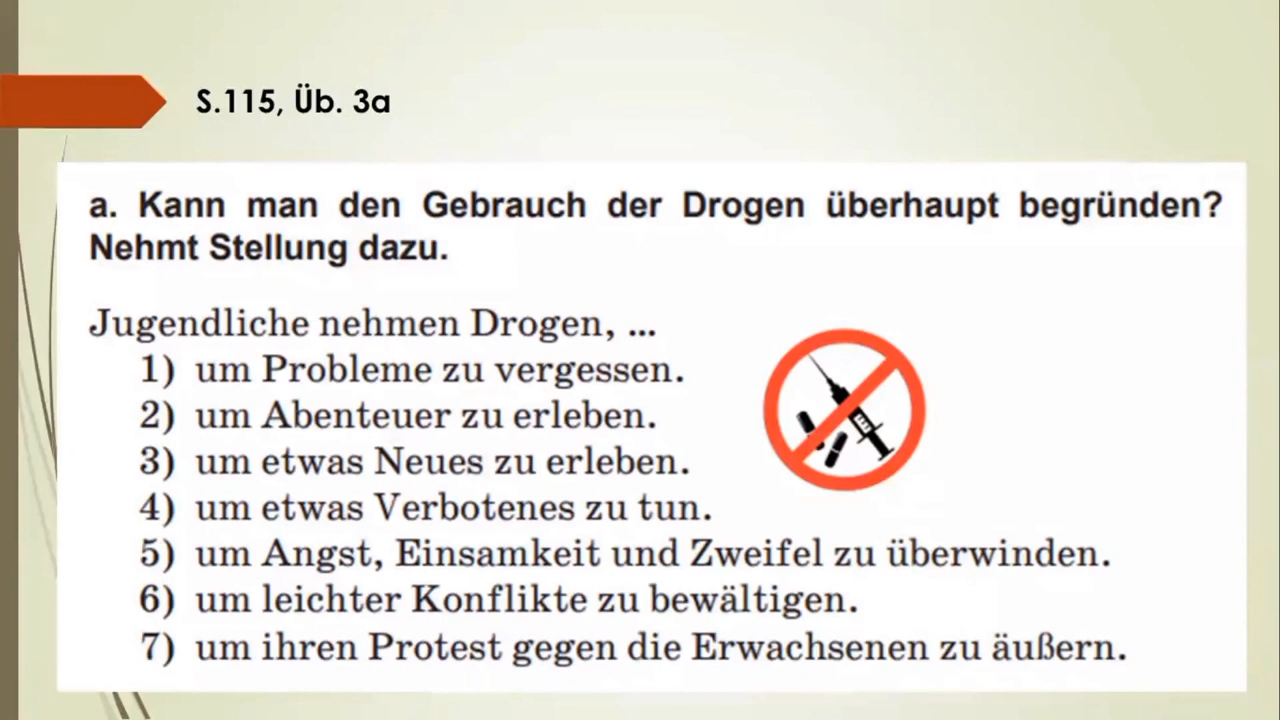 S.115, Üb. 3a
a. Kann man den Gebrauch der Drogen überhaupt begründen?
Nehmt Stellung dazu.
Jugendliche nehmen Drogen, ...
1) um Probleme zu vergessen.
2) um Abenteuer zu erleben.
3) um etwas Neues zu erleben.
4) um etwas Verbotenes zu tun.
5) um Angst, Einsamkeit und Zweifel zu überwinden.
6) um leichter Konflikte zu bewältigen.
7) um ihren Protest gegen die Erwachsenen zu äußern.